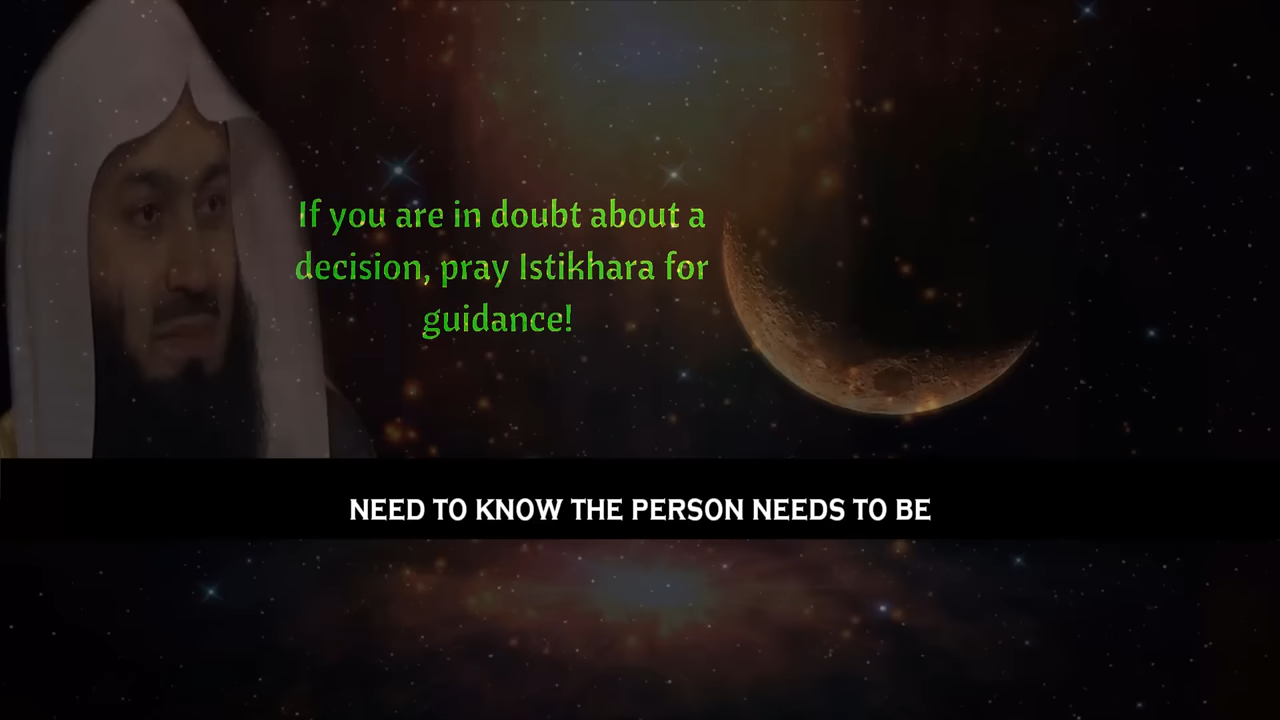 If you are in doubt about a
decision, pray Istikhara for
guidance!
NEED TO KNOW THE PERSON NEEDS TO BE